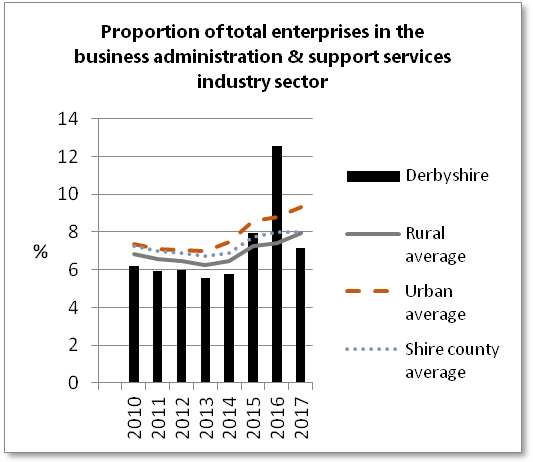 Proportion of total enterprises in the
business administration & support services
industry sector
14
12
10
8
6
4
2
0
%
2010
2011
2012
2013
2014
2015
2016
2017
Derbyshire
Rural
average
Urban
average
Shire county
average